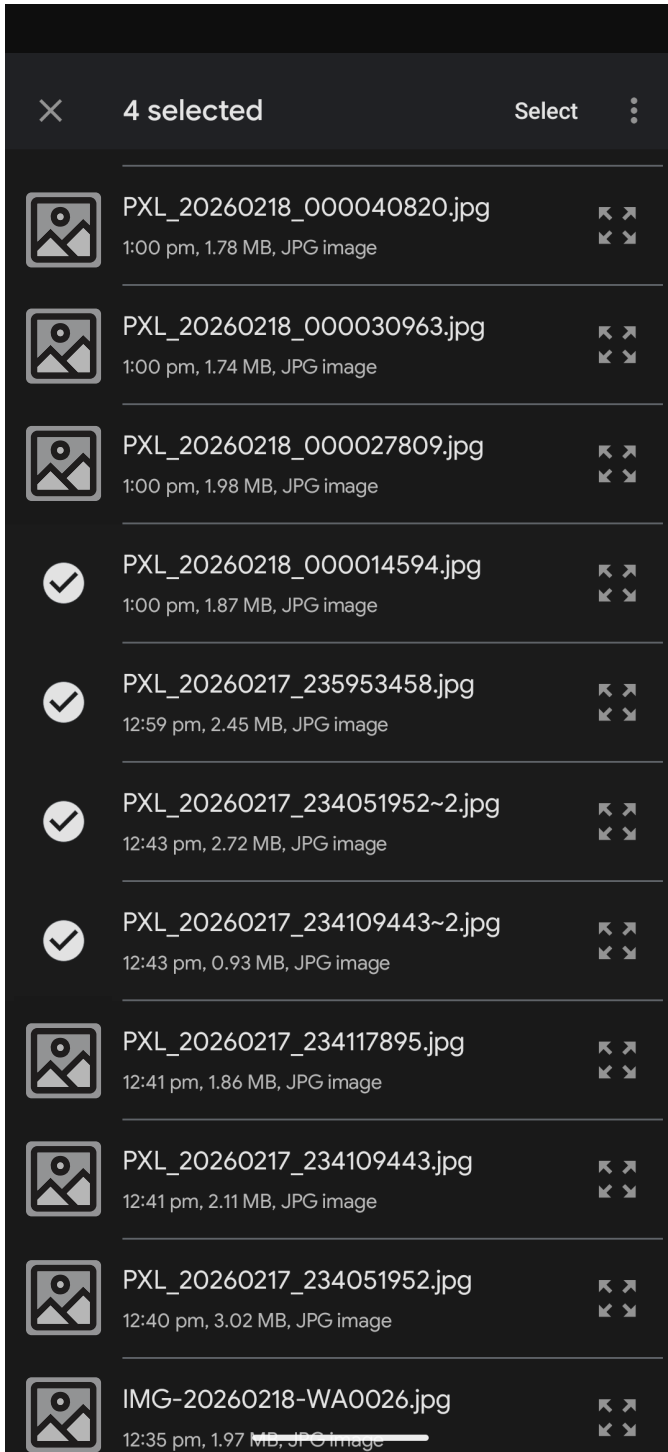 4 selected
Select
PXL_20260218_000040820.jpg
1:00 pm, 1.78 MB, JPG image
PXL_20260218_000030963.jpg
1:00 pm, 1.74 MB, JPG image
PXL_20260218_000027809.jpg
1:00 pm, 1.98 MB, JPG image
PXL_20260218_000014594.jpg
1:00 pm, 1.87 MB, JPG image
PXL_20260217_235953458.jpg
12:59 pm, 2.45 MB, JPG image
PXL_20260217_234051952~2.jpg
12:43 pm, 2.72 MB, JPG image
PXL_20260217_234109443~2.jpg
12:43 pm, 0.93 MB, JPG image
PXL_20260217_234117895.jpg
12:41 pm, 1.86 MB, JPG image
PXL_20260217_234109443.jpg
12:41 pm, 2.11 MB, JPG image
PXL_20260217_234051952.jpg
12:40 pm, 3.02 MB, JPG image
IMG-20260218-WA0026.jpg
12:35 pm, 1.97 MB, JPG image